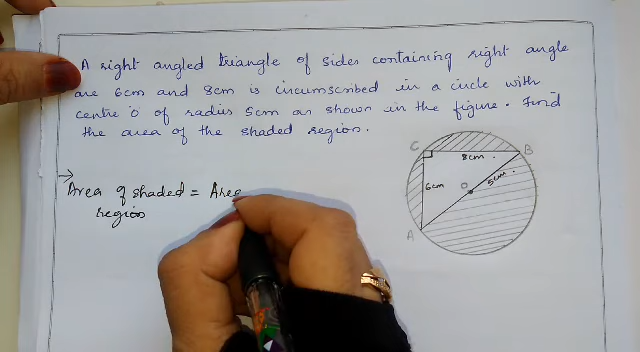 A right angled triangle of sides containing right angle
are 6cm and 8cm is circumscribed in a circle with
centre 'O' of radius 5cm as shown in the figure. Find
the area of the shaded region.
C
B
8cm.
6cm
O
5cm.
A
→ Area of shaded = Area
region